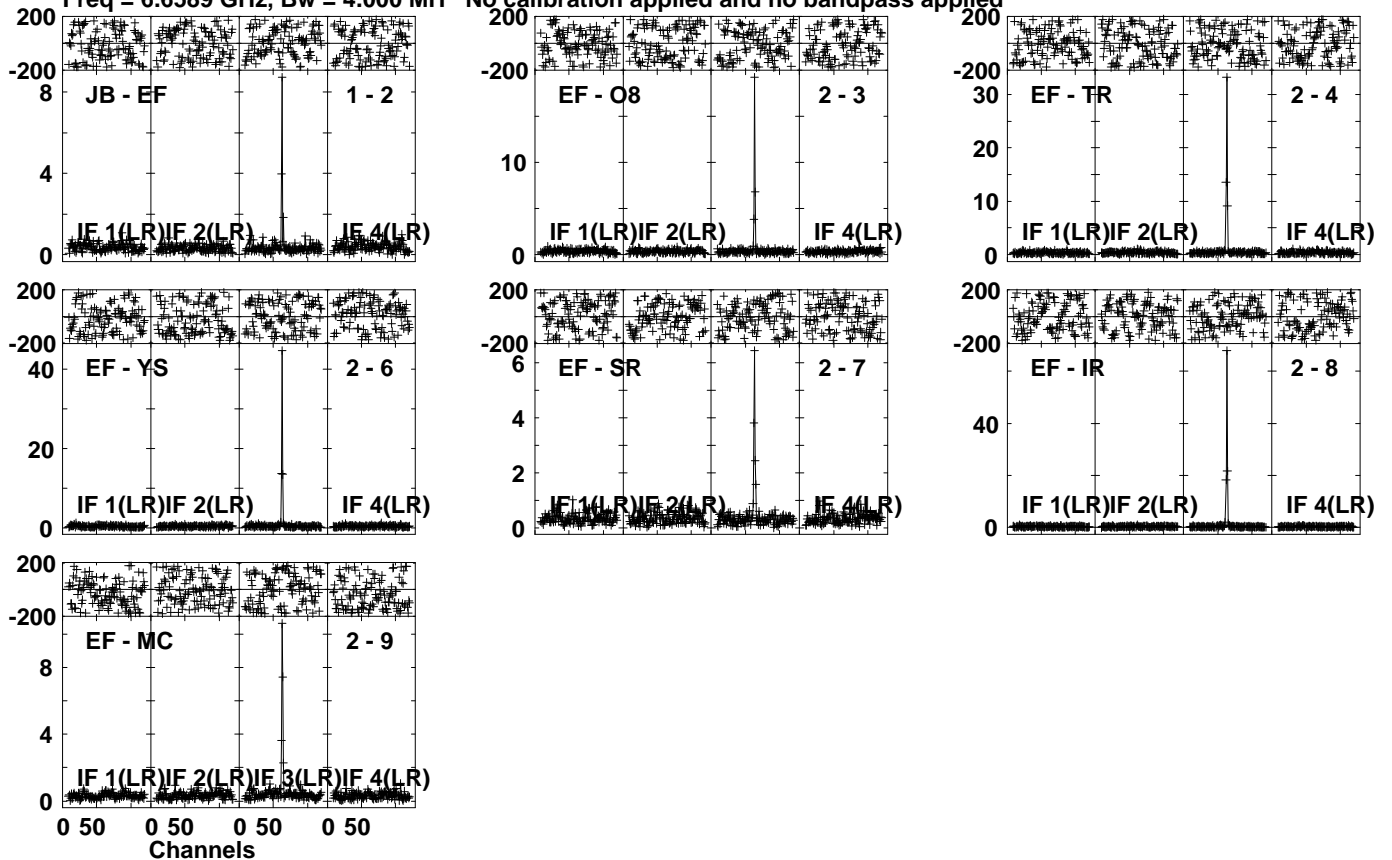 Freq = 6.6589 GHz, Bw = 4.000 MH No calibration applied and no bandpass applied
200 200 200
-200 -200 -200
8 JB - EF 1 - 2 EF - O8 2 - 3 30 EF - TR 2 - 4
20
4 10
10
IF 1(LR) IF 2(LR) IF 4(LR) IF 1(LR) IF 2(LR) IF 4(LR) IF 1(LR) IF 2(LR) IF 4(LR)
0 0 0
200 200 200
-200 -200 -200
40 EF - YS 2 - 6 6 EF - SR 2 - 7 EF - IR 2 - 8
4 40
20
2
IF 1(LR) IF 2(LR) IF 4(LR) IF 1(LR) IF 2(LR) IF 4(LR) IF 1(LR) IF 2(LR) IF 4(LR)
0 0 0
200
-200
EF - MC 2 - 9
8
4
IF 1(LR) IF 2(LR) IF 3(LR) IF 4(LR)
0
0 50 0 50 0 50 0 50
Channels